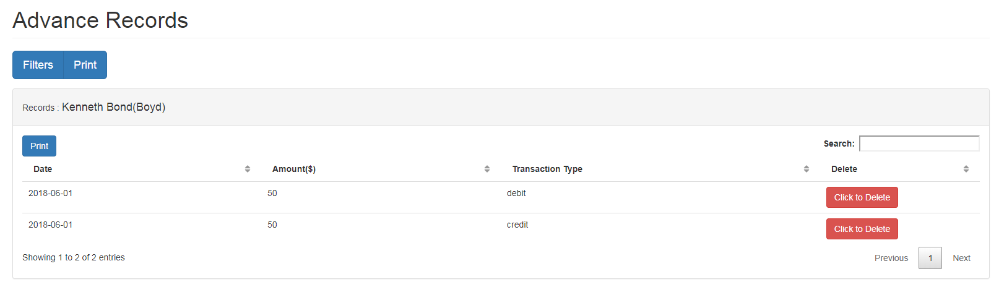 Advance Records
Filters Print
Records : Kenneth Bond(Boyd)
Print Search:
Date Amount($) Transaction Type Delete
2018-06-01 50 debit Click to Delete
2018-06-01 50 credit Click to Delete
Showing 1 to 2 of 2 entries Previous 1 Next